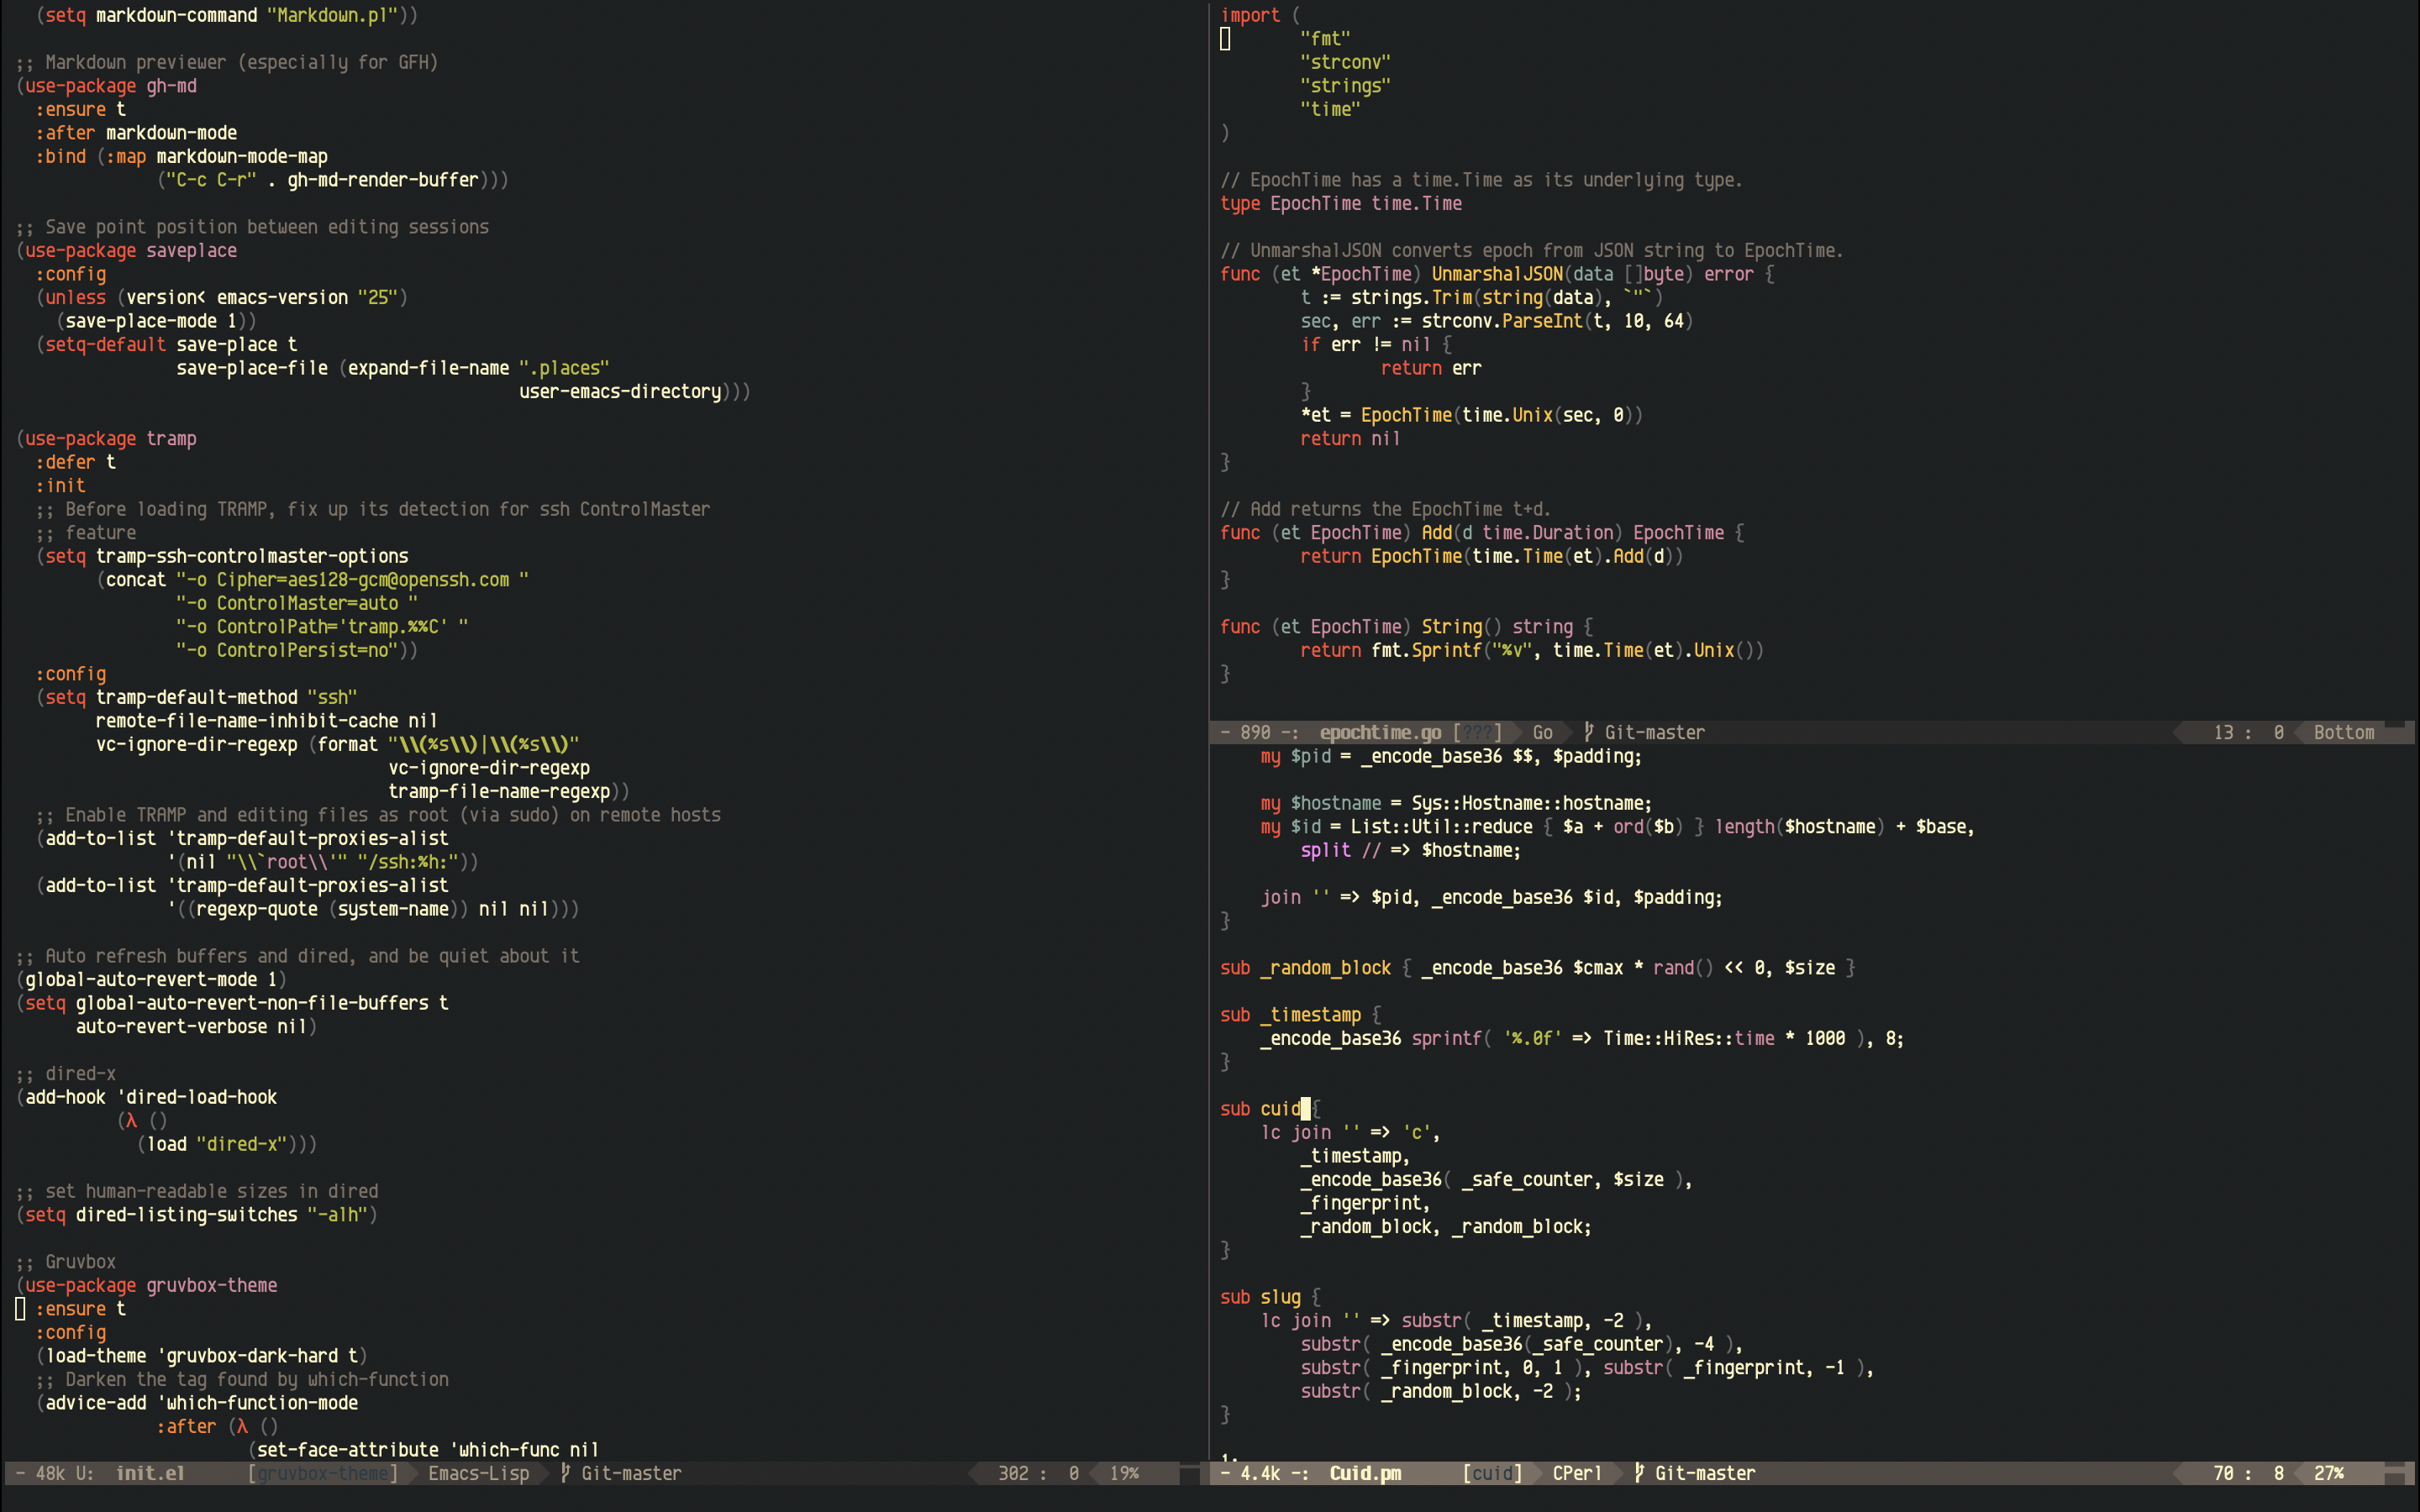 (setq markdown-command "Markdown.pl"))

;; Markdown previewer (especially for GFH)
(use-package gh-md
  :ensure t
  :after markdown-mode
  :bind (:map markdown-mode-map
              ("C-c C-r" . gh-md-render-buffer)))

;; Save point position between editing sessions
(use-package saveplace
  :config
  (unless (version< emacs-version "25")
    (save-place-mode 1))
  (setq-default save-place t
                save-place-file (expand-file-name ".places"
                                                  user-emacs-directory)))

(use-package tramp
  :defer t
  :init
  ;; Before loading TRAMP, fix up its detection for ssh ControlMaster
  ;; feature
  (setq tramp-ssh-controlmaster-options
        (concat "-o Cipher=aes128-gcm@openssh.com "
                "-o ControlMaster=auto "
                "-o ControlPath='tramp.%%C' "
                "-o ControlPersist=no"))
  :config
  (setq tramp-default-method "ssh"
        remote-file-name-inhibit-cache nil
        vc-ignore-dir-regexp (format "\\(%s\\)|\\(%s\\)"
                                     vc-ignore-dir-regexp
                                     tramp-file-name-regexp))
  ;; Enable TRAMP and editing files as root (via sudo) on remote hosts
  (add-to-list 'tramp-default-proxies-alist
               '(nil "\\`root\\'" "/ssh:%h:"))
  (add-to-list 'tramp-default-proxies-alist
               '((regexp-quote (system-name)) nil nil)))

;; Auto refresh buffers and dired, and be quiet about it
(global-auto-revert-mode 1)
(setq global-auto-revert-non-file-buffers t
      auto-revert-verbose nil)

;; dired-x
(add-hook 'dired-load-hook
          (λ ()
            (load "dired-x")))

;; set human-readable sizes in dired
(setq dired-listing-switches "-alh")

;; Gruvbox
(use-package gruvbox-theme
  :ensure t
  :config
  (load-theme 'gruvbox-dark-hard t)
  ;; Darken the tag found by which-function
  (advice-add 'which-function-mode
              :after (λ ()
                       (set-face-attribute 'which-func nil
- 48k U: init.el [gruvbox-theme] Emacs-Lisp Git-master 302 : 0 19%
import (
        "fmt"
        "strconv"
        "strings"
        "time"
)

// EpochTime has a time.Time as its underlying type.
type EpochTime time.Time

// UnmarshalJSON converts epoch from JSON string to EpochTime.
func (et *EpochTime) UnmarshalJSON(data []byte) error {
        t := strings.Trim(string(data), `"`)
        sec, err := strconv.ParseInt(t, 10, 64)
        if err != nil {
                return err
        }
        *et = EpochTime(time.Unix(sec, 0))
        return nil
}

// Add returns the EpochTime t+d.
func (et EpochTime) Add(d time.Duration) EpochTime {
        return EpochTime(time.Time(et).Add(d))
}

func (et EpochTime) String() string {
        return fmt.Sprintf("%v", time.Time(et).Unix())
}

- 890 -: epochtime.go [???] Go Git-master 13 : 0 Bottom
    my $pid = _encode_base36 $$, $padding;

    my $hostname = Sys::Hostname::hostname;
    my $id = List::Util::reduce { $a + ord($b) } length($hostname) + $base,
        split // => $hostname;

    join '' => $pid, _encode_base36 $id, $padding;
}

sub _random_block { _encode_base36 $cmax * rand() << 0, $size }

sub _timestamp {
    _encode_base36 sprintf( '%.0f' => Time::HiRes::time * 1000 ), 8;
}

sub cuid {
    lc join '' => 'c',
        _timestamp,
        _encode_base36( _safe_counter, $size ),
        _fingerprint,
        _random_block, _random_block;
}

sub slug {
    lc join '' => substr( _timestamp, -2 ),
        substr( _encode_base36(_safe_counter), -4 ),
        substr( _fingerprint, 0, 1 ), substr( _fingerprint, -1 ),
        substr( _random_block, -2 );
}

1;
- 4.4k -: Cuid.pm [cuid] CPerl Git-master 70 : 8 27%